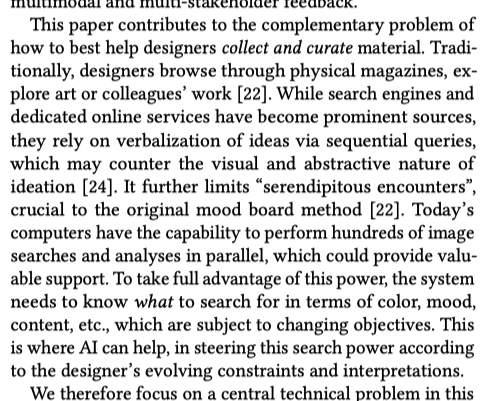 multimodal and multi-stakeholder feedback.
This paper contributes to the complementary problem of
how to best help designers collect and curate material. Tradi-
tionally, designers browse through physical magazines, ex-
plore art or colleagues' work [22]. While search engines and
dedicated online services have become prominent sources,
they rely on verbalization of ideas via sequential queries,
which may counter the visual and abstractive nature of
ideation [24]. It further limits “serendipitous encounters”,
crucial to the original mood board method [22]. Today's
computers have the capability to perform hundreds of image
searches and analyses in parallel, which could provide valu-
able support. To take full advantage of this power, the system
needs to know what to search for in terms of color, mood,
content, etc., which are subject to changing objectives. This
is where AI can help, in steering this search power according
to the designer's evolving constraints and interpretations.
We therefore focus on a central technical problem in this